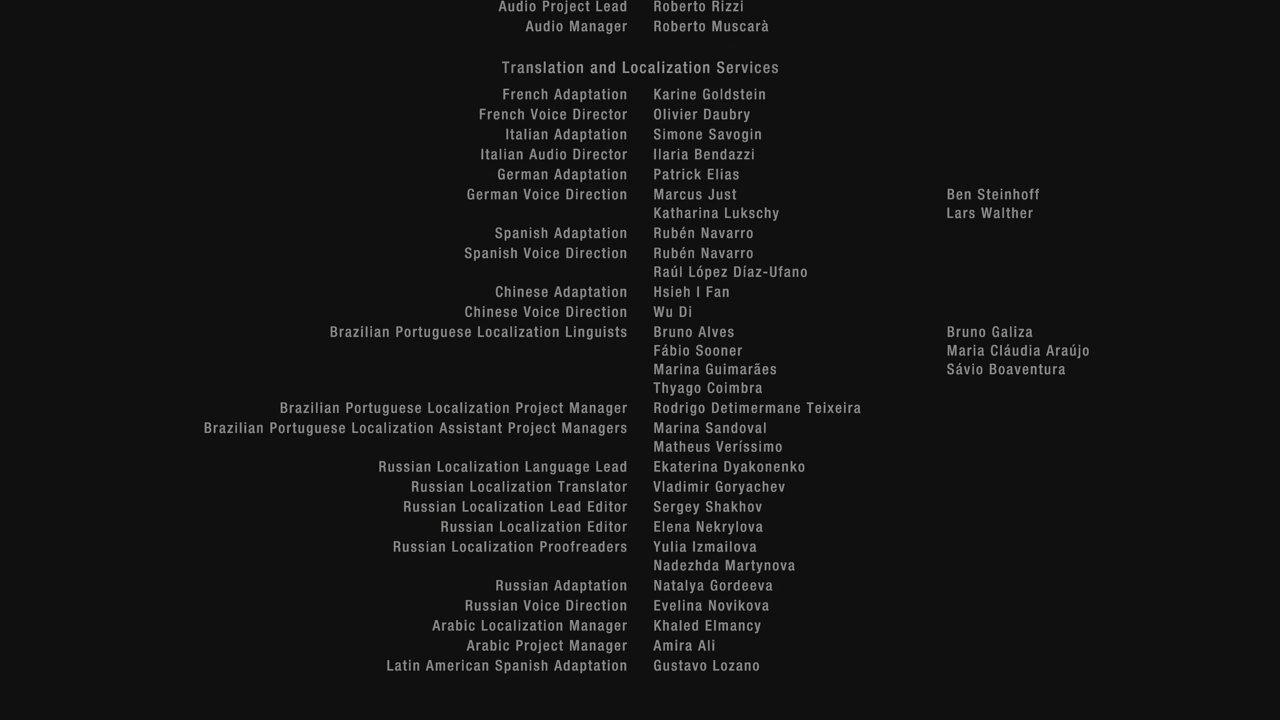 Audio Project Lead Roberto Rizzi
Audio Manager Roberto Muscarà
Translation and Localization Services
French Adaptation Karine Goldstein
French Voice Director Olivier Daubry
Italian Adaptation Simone Savogin
Italian Audio Director Ilaria Bendazzi
German Adaptation Patrick Elias
German Voice Direction Marcus Just Ben Steinhoff
Katharina Lukschy Lars Walther
Spanish Adaptation Rubén Navarro
Spanish Voice Direction Rubén Navarro
Raúl López Díaz-Ufano
Chinese Adaptation Hsieh I Fan
Chinese Voice Direction Wu Di
Brazilian Portuguese Localization Linguists Bruno Alves Bruno Galiza
Fábio Sooner Maria Cláudia Araújo
Marina Guimarães Sávio Boaventura
Thyago Coimbra
Brazilian Portuguese Localization Project Manager Rodrigo Detimermane Teixeira
Brazilian Portuguese Localization Assistant Project Managers Marina Sandoval
Matheus Veríssimo
Russian Localization Language Lead Ekaterina Dyakonenko
Russian Localization Translator Vladimir Goryachev
Russian Localization Lead Editor Sergey Shakhov
Russian Localization Editor Elena Nekrylova
Russian Localization Proofreaders Yulia Izmailova
Nadezhda Martynova
Russian Adaptation Natalya Gordeeva
Russian Voice Direction Evelina Novikova
Arabic Localization Manager Khaled Elmancy
Arabic Project Manager Amira Ali
Latin American Spanish Adaptation Gustavo Lozano